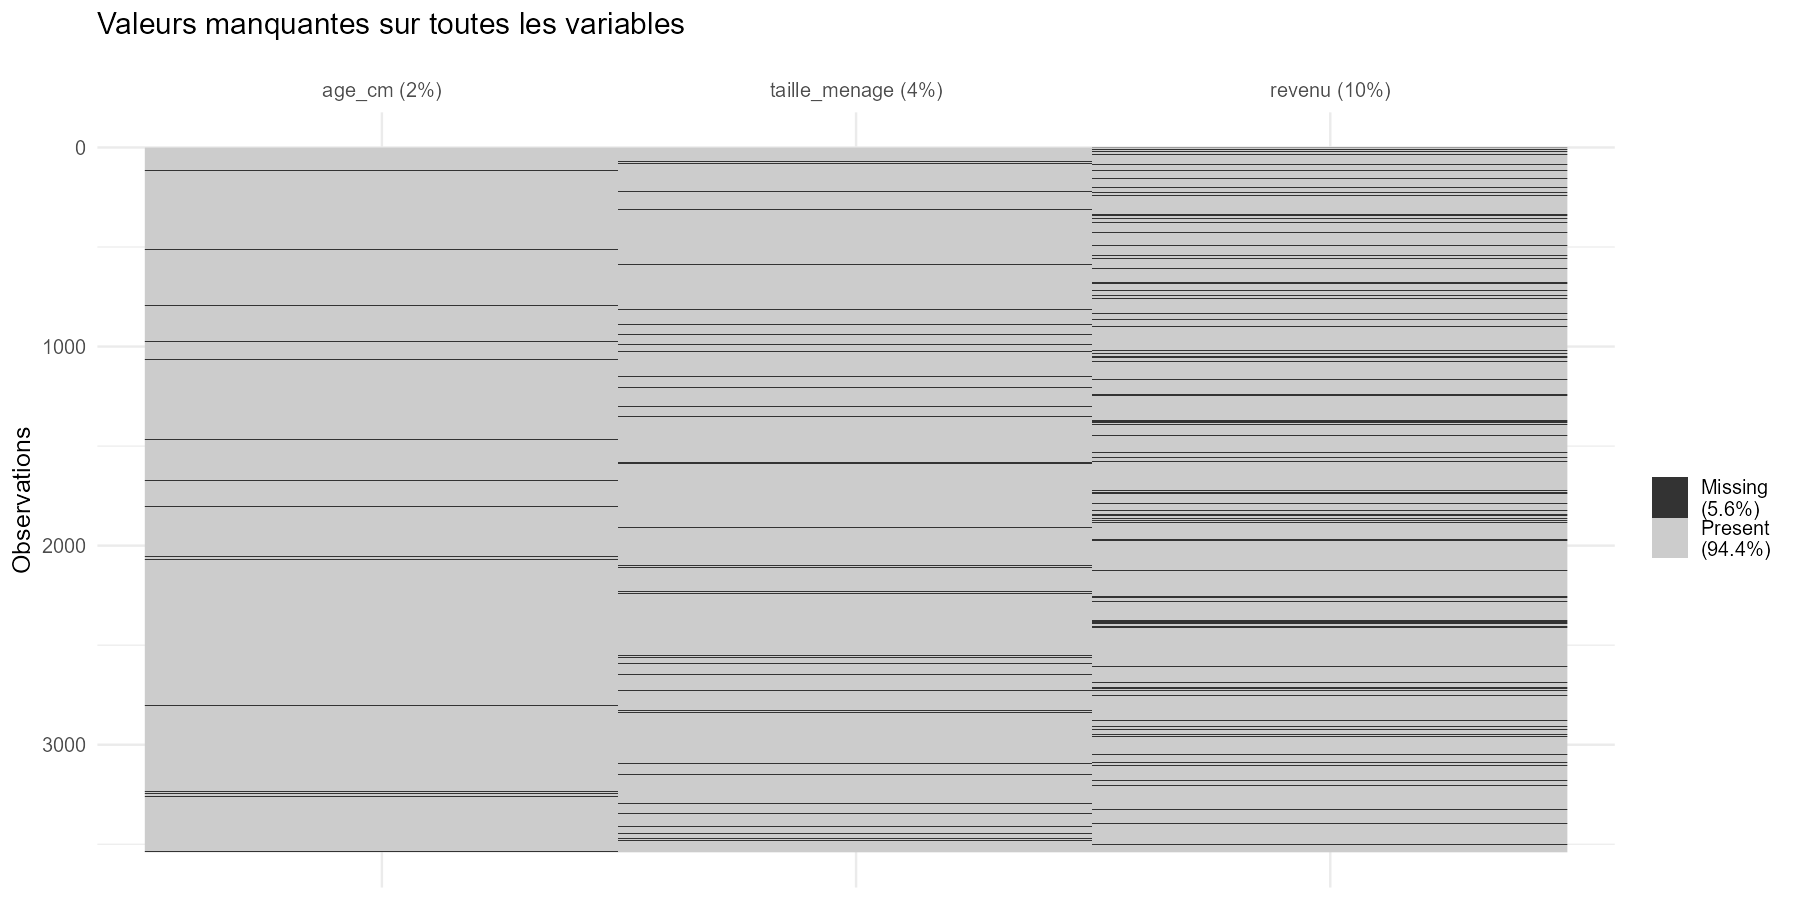 Valeurs manquantes sur toutes les variables
age_cm (2%)
taille_menage (4%)
revenu (10%)
0
1000
2000
3000
Observations
Missing
(5.6%)
Present
(94.4%)